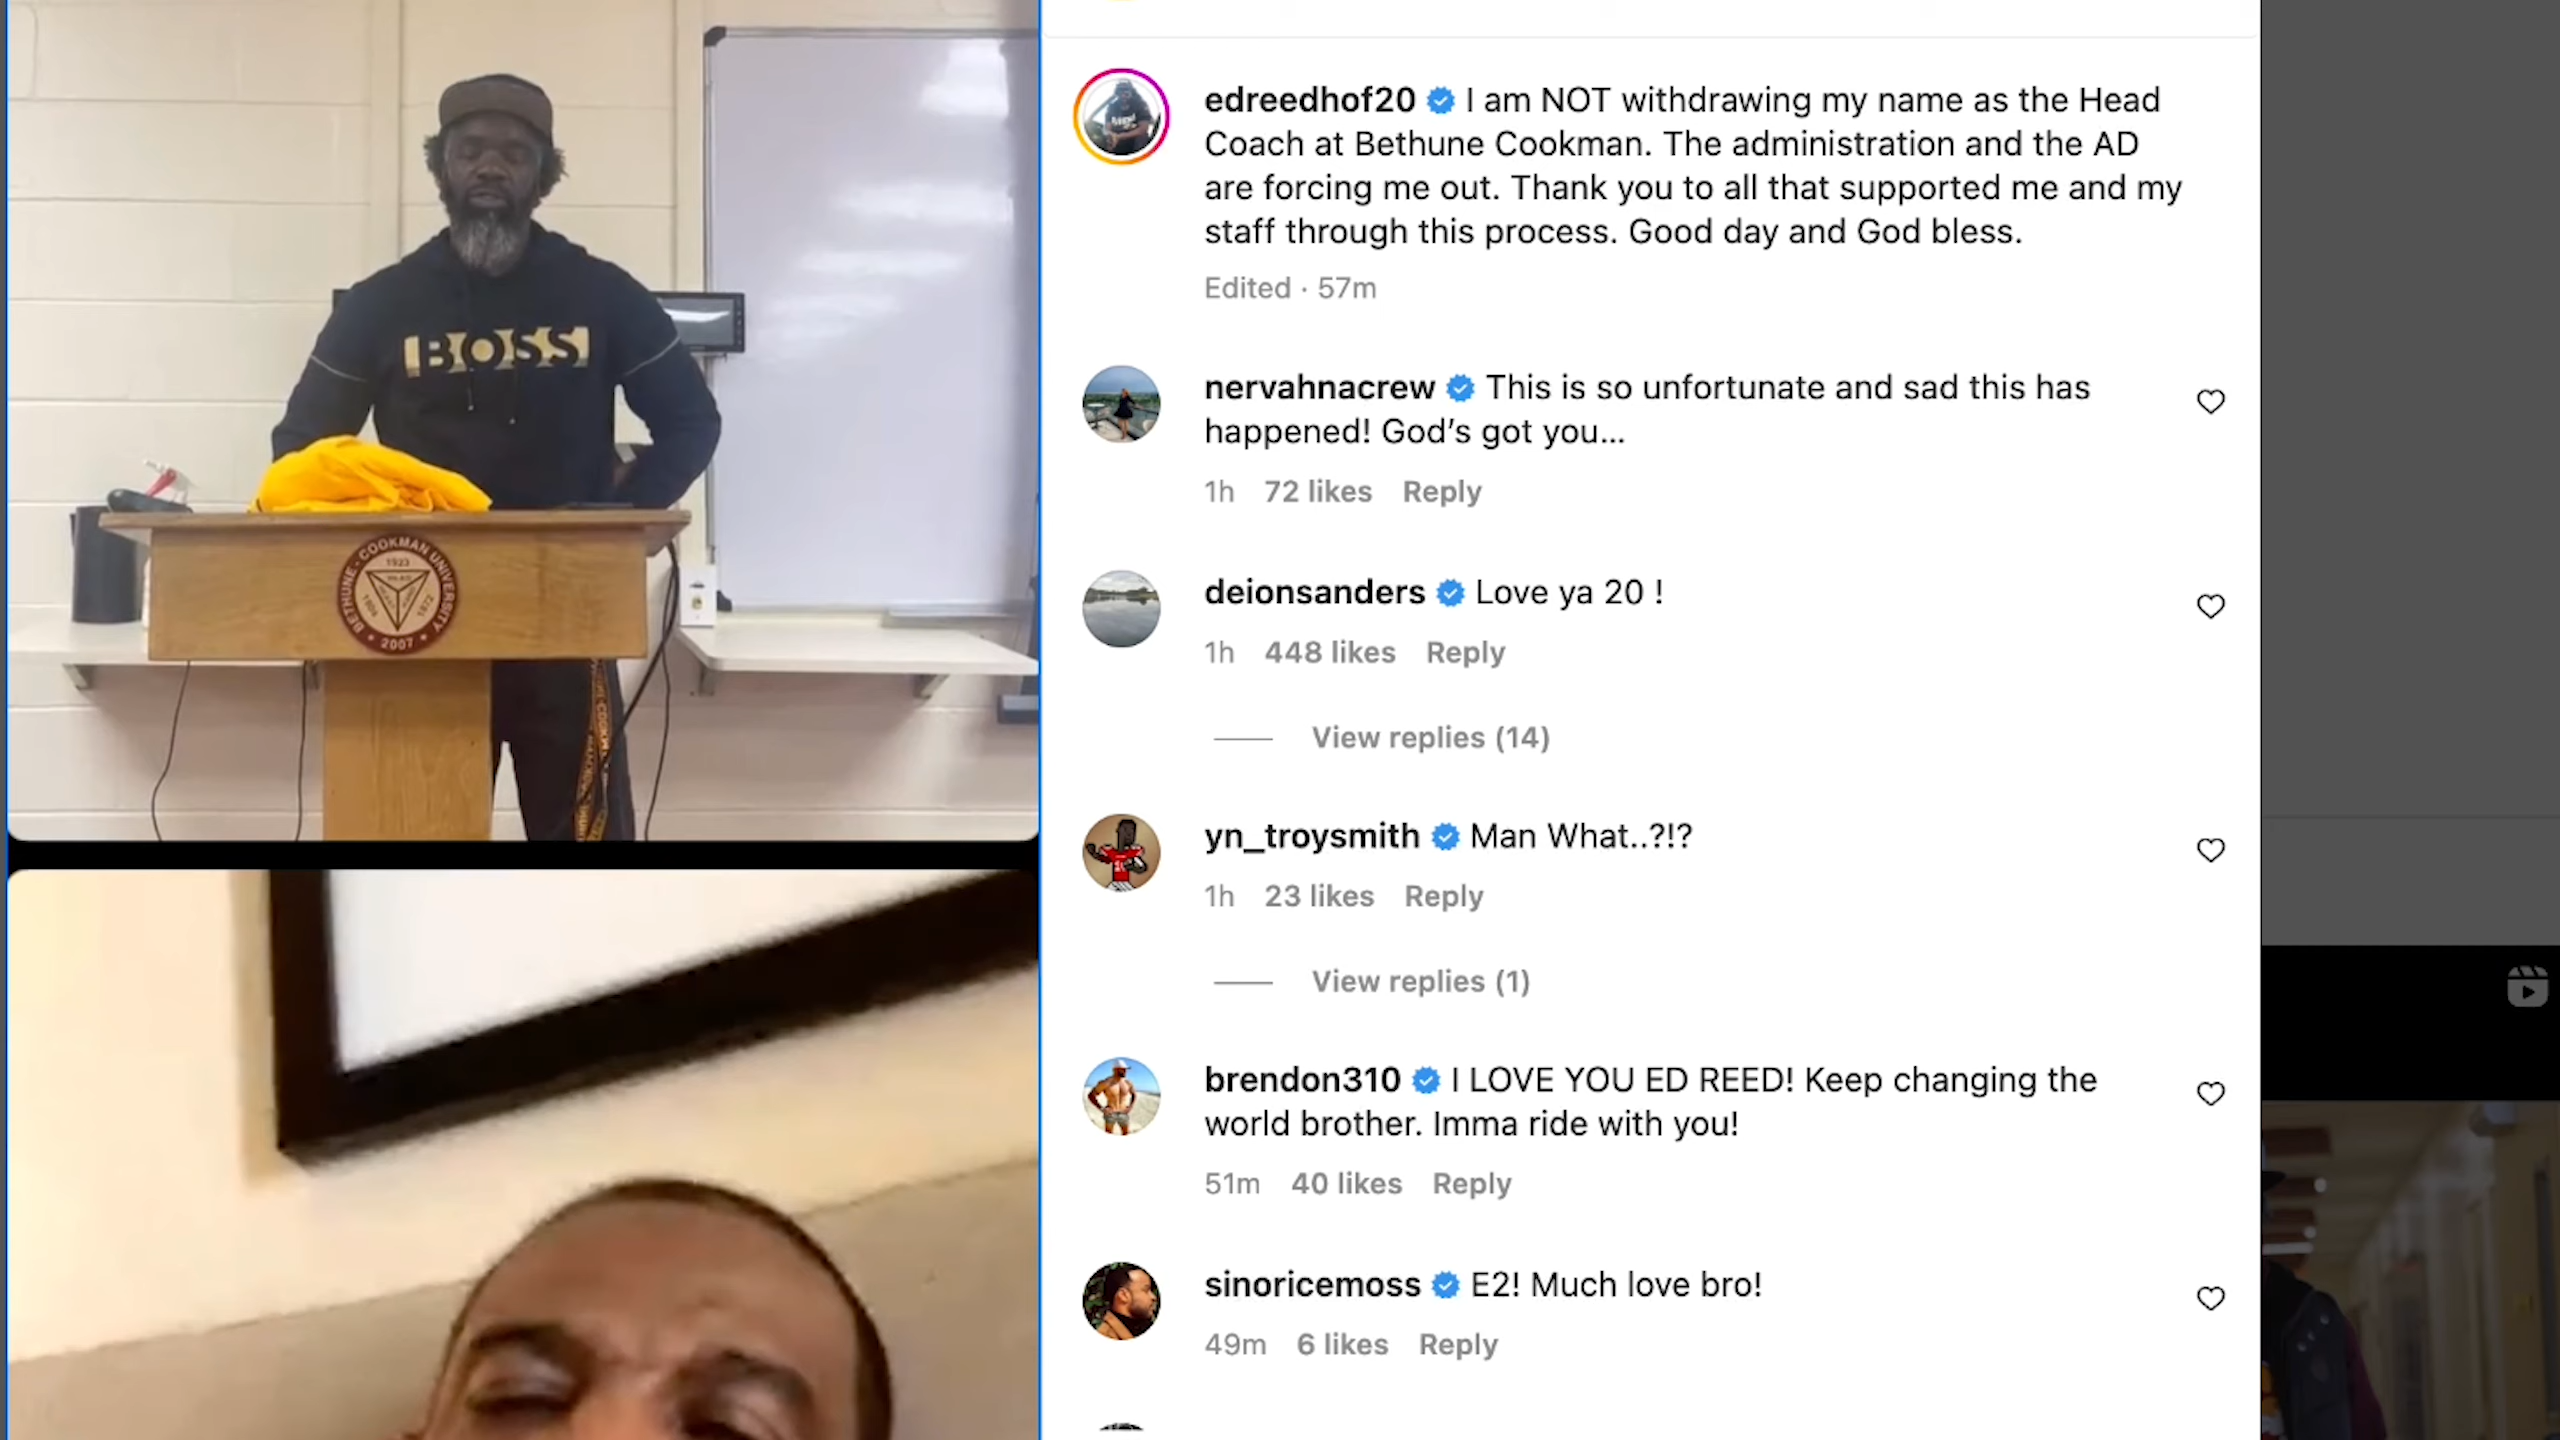 BOSS
BETHUNE-COOKMAN UNIVERSITY
1923
1904
1872
2007
edreedhof20 I am NOT withdrawing my name as the Head
Coach at Bethune Cookman. The administration and the AD
are forcing me out. Thank you to all that supported me and my
staff through this process. Good day and God bless.
Edited · 57m
nervahnacrew This is so unfortunate and sad this has
happened! God’s got you...
1h 72 likes Reply
deionsanders Love ya 20 !
1h 448 likes Reply
View replies (14)
yn_troysmith Man What..?!?
1h 23 likes Reply
View replies (1)
brendon310 I LOVE YOU ED REED! Keep changing the
world brother. Imma ride with you!
51m 40 likes Reply
sinoricemoss E2! Much love bro!
49m 6 likes Reply